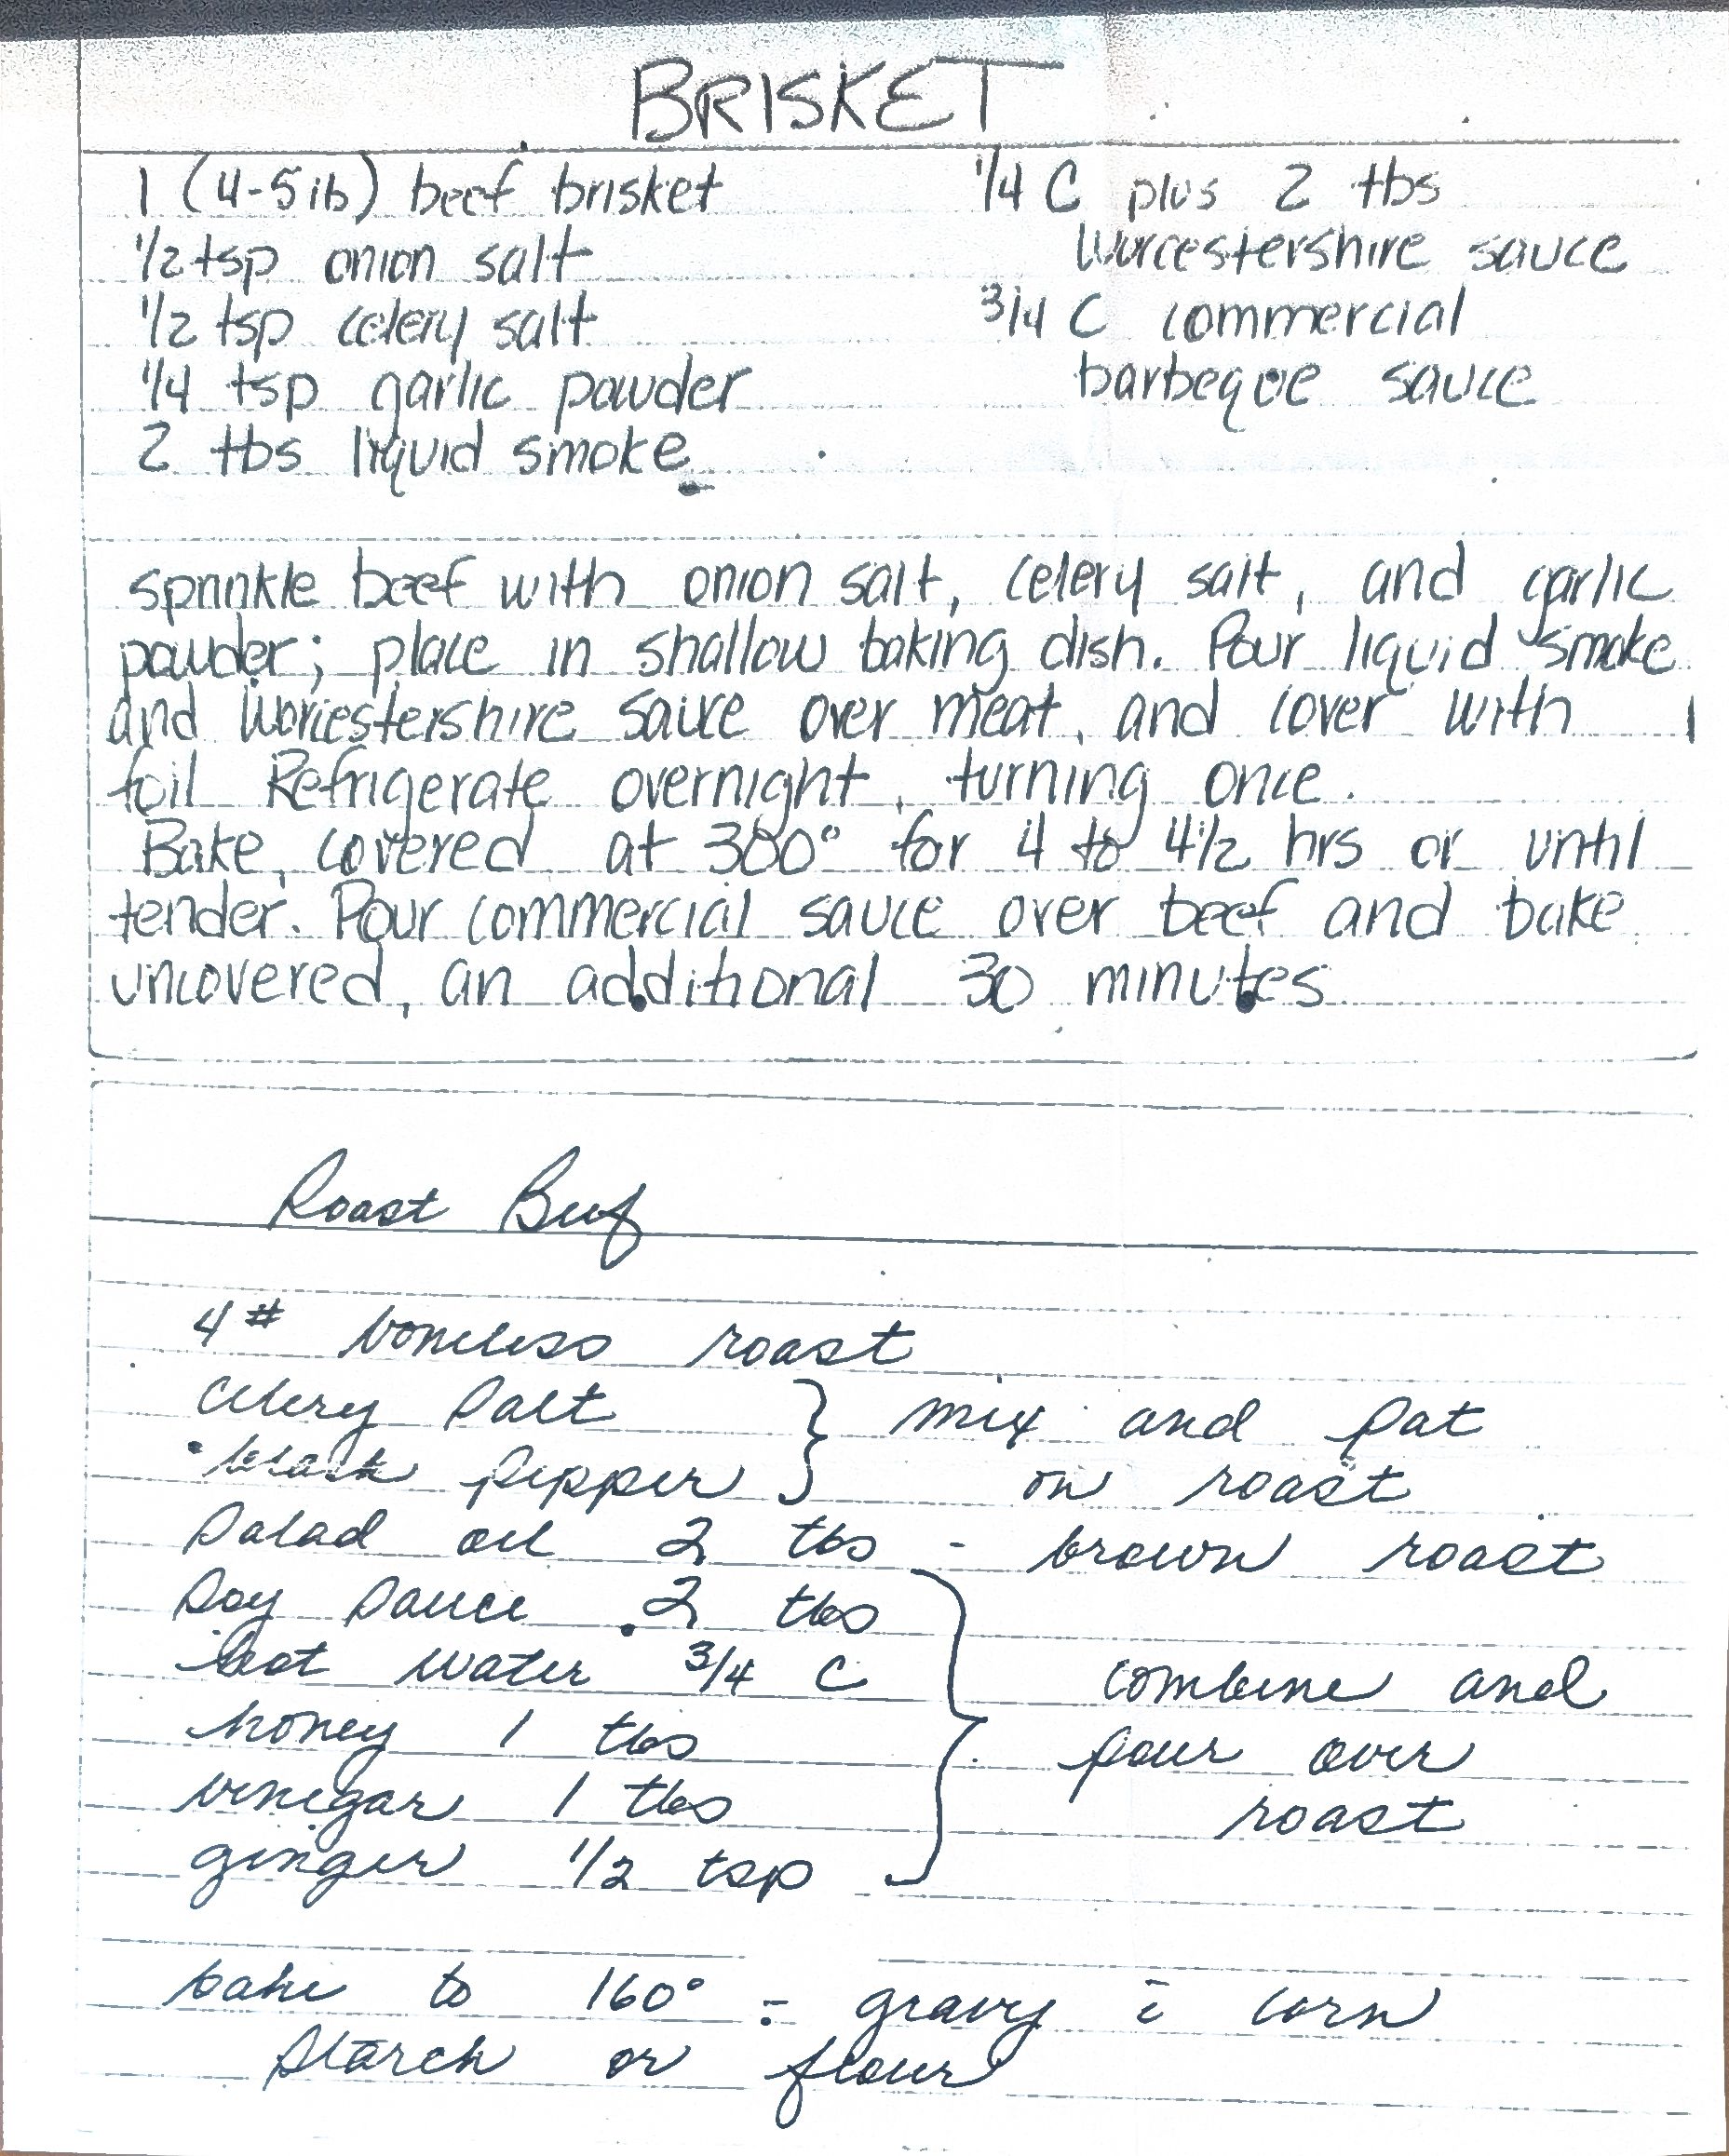 BRISKET
1 (4-5 lb) beef brisket
1/2 tsp onion salt
1/2 tsp celery salt
1/4 tsp garlic powder
2 tbs liquid smoke
1/4 C plus 2 tbs
Worcestershire sauce
3/4 C commercial
barbeque sauce
sprinkle beef with onion salt, celery salt, and garlic
powder; place in shallow baking dish. Pour liquid smoke
and Worcestershire sauce over meat, and cover with
foil Refrigerate overnight, turning once.
Bake, covered at 300° for 4 to 4 1/2 hrs or until
tender. Pour commercial sauce over beef and bake
uncovered, an additional 30 minutes
Roast Beef
4# boneless roast
celery salt } mix and pat
black pepper } on roast
salad oil 2 tbs - brown roast
soy sauce 2 tbs
hot water 3/4 C } combine and
honey 1 tbs pour over
vinegar 1 tbs roast
ginger 1/2 tsp
bake to 160° - gravy c̄ corn
starch or flour